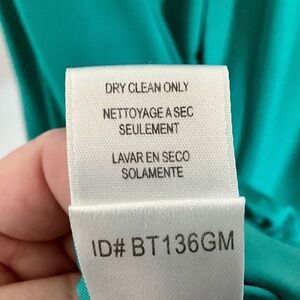 DRY CLEAN ONLY
NETTOYAGE A SEC
SEULEMENT
LAVAR EN SECO
SOLAMENTE
ID# BT136GM